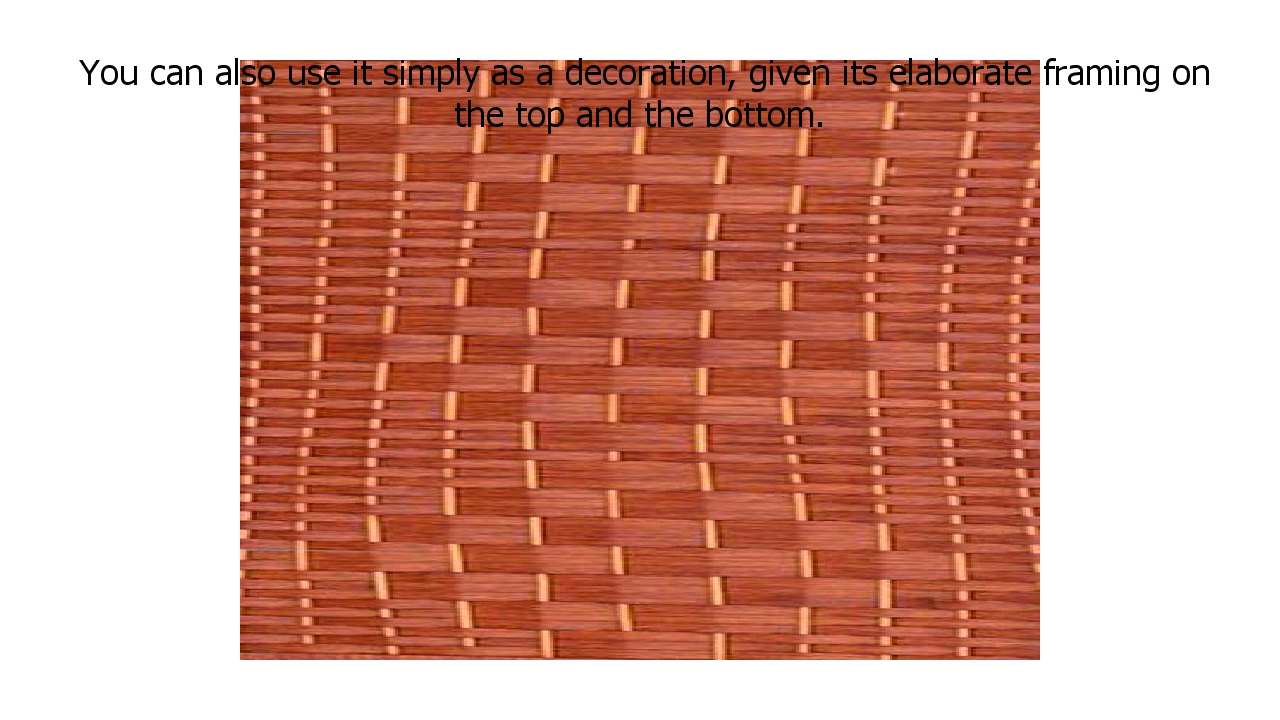 You can also use it simply as a decoration, given its elaborate framing on
the top and the bottom.